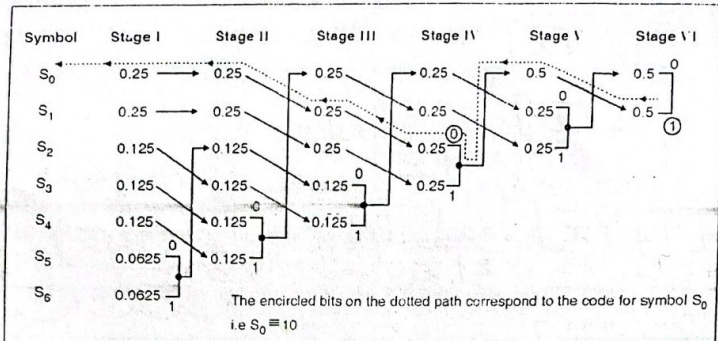 Symbol Stage I Stage II Stage III Stage IV Stage V Stage VI
S0 0.25 0.25 0.25 0.25 0.5 0.5 0
S1 0.25 0.25 0.25 0.25 0.25 0 0.5 1
S2 0.125 0.125 0.25 0.25 0 0.25 1
S3 0.125 0.125 0.125 0 0.25 1
S4 0.125 0.125 0 0.125 1
S5 0.0625 0 0.125 1
S6 0.0625 1
The encircled bits on the dotted path correspond to the code for symbol S0
i.e S0 ≡ 10